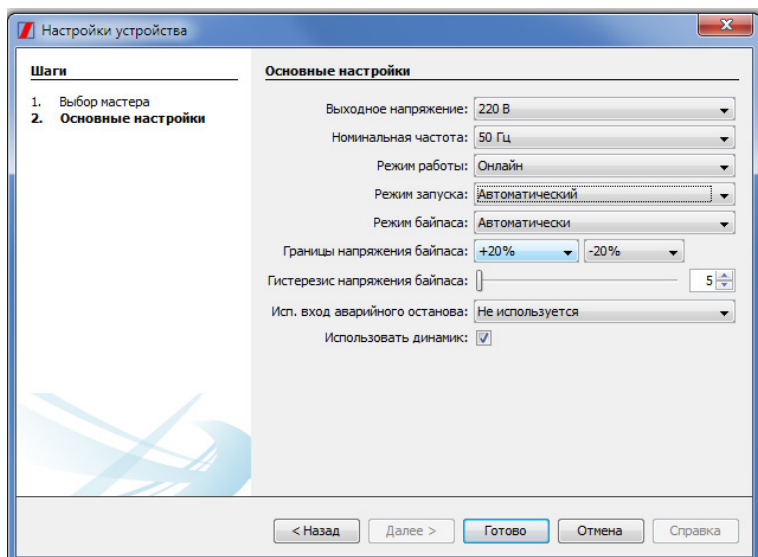 Настройки устройства
Шаги
1. Выбор мастера
2. Основные настройки
Основные настройки
Выходное напряжение: 220 В
Номинальная частота: 50 Гц
Режим работы: Онлайн
Режим запуска: Автоматический
Режим байпаса: Автоматически
Границы напряжения байпаса: +20% -20%
Гистерезис напряжения байпаса: 5
Исп. вход аварийного останова: Не используется
Использовать динамик:
< Назад Далее > Готово Отмена Справка